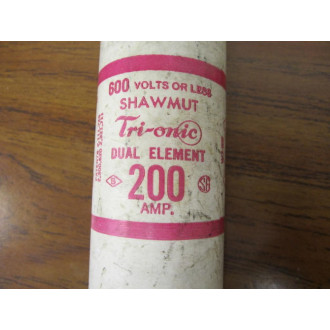 600 VOLTS OR LESS
SHAWMUT
Tri-onic
DUAL ELEMENT
200
AMP.